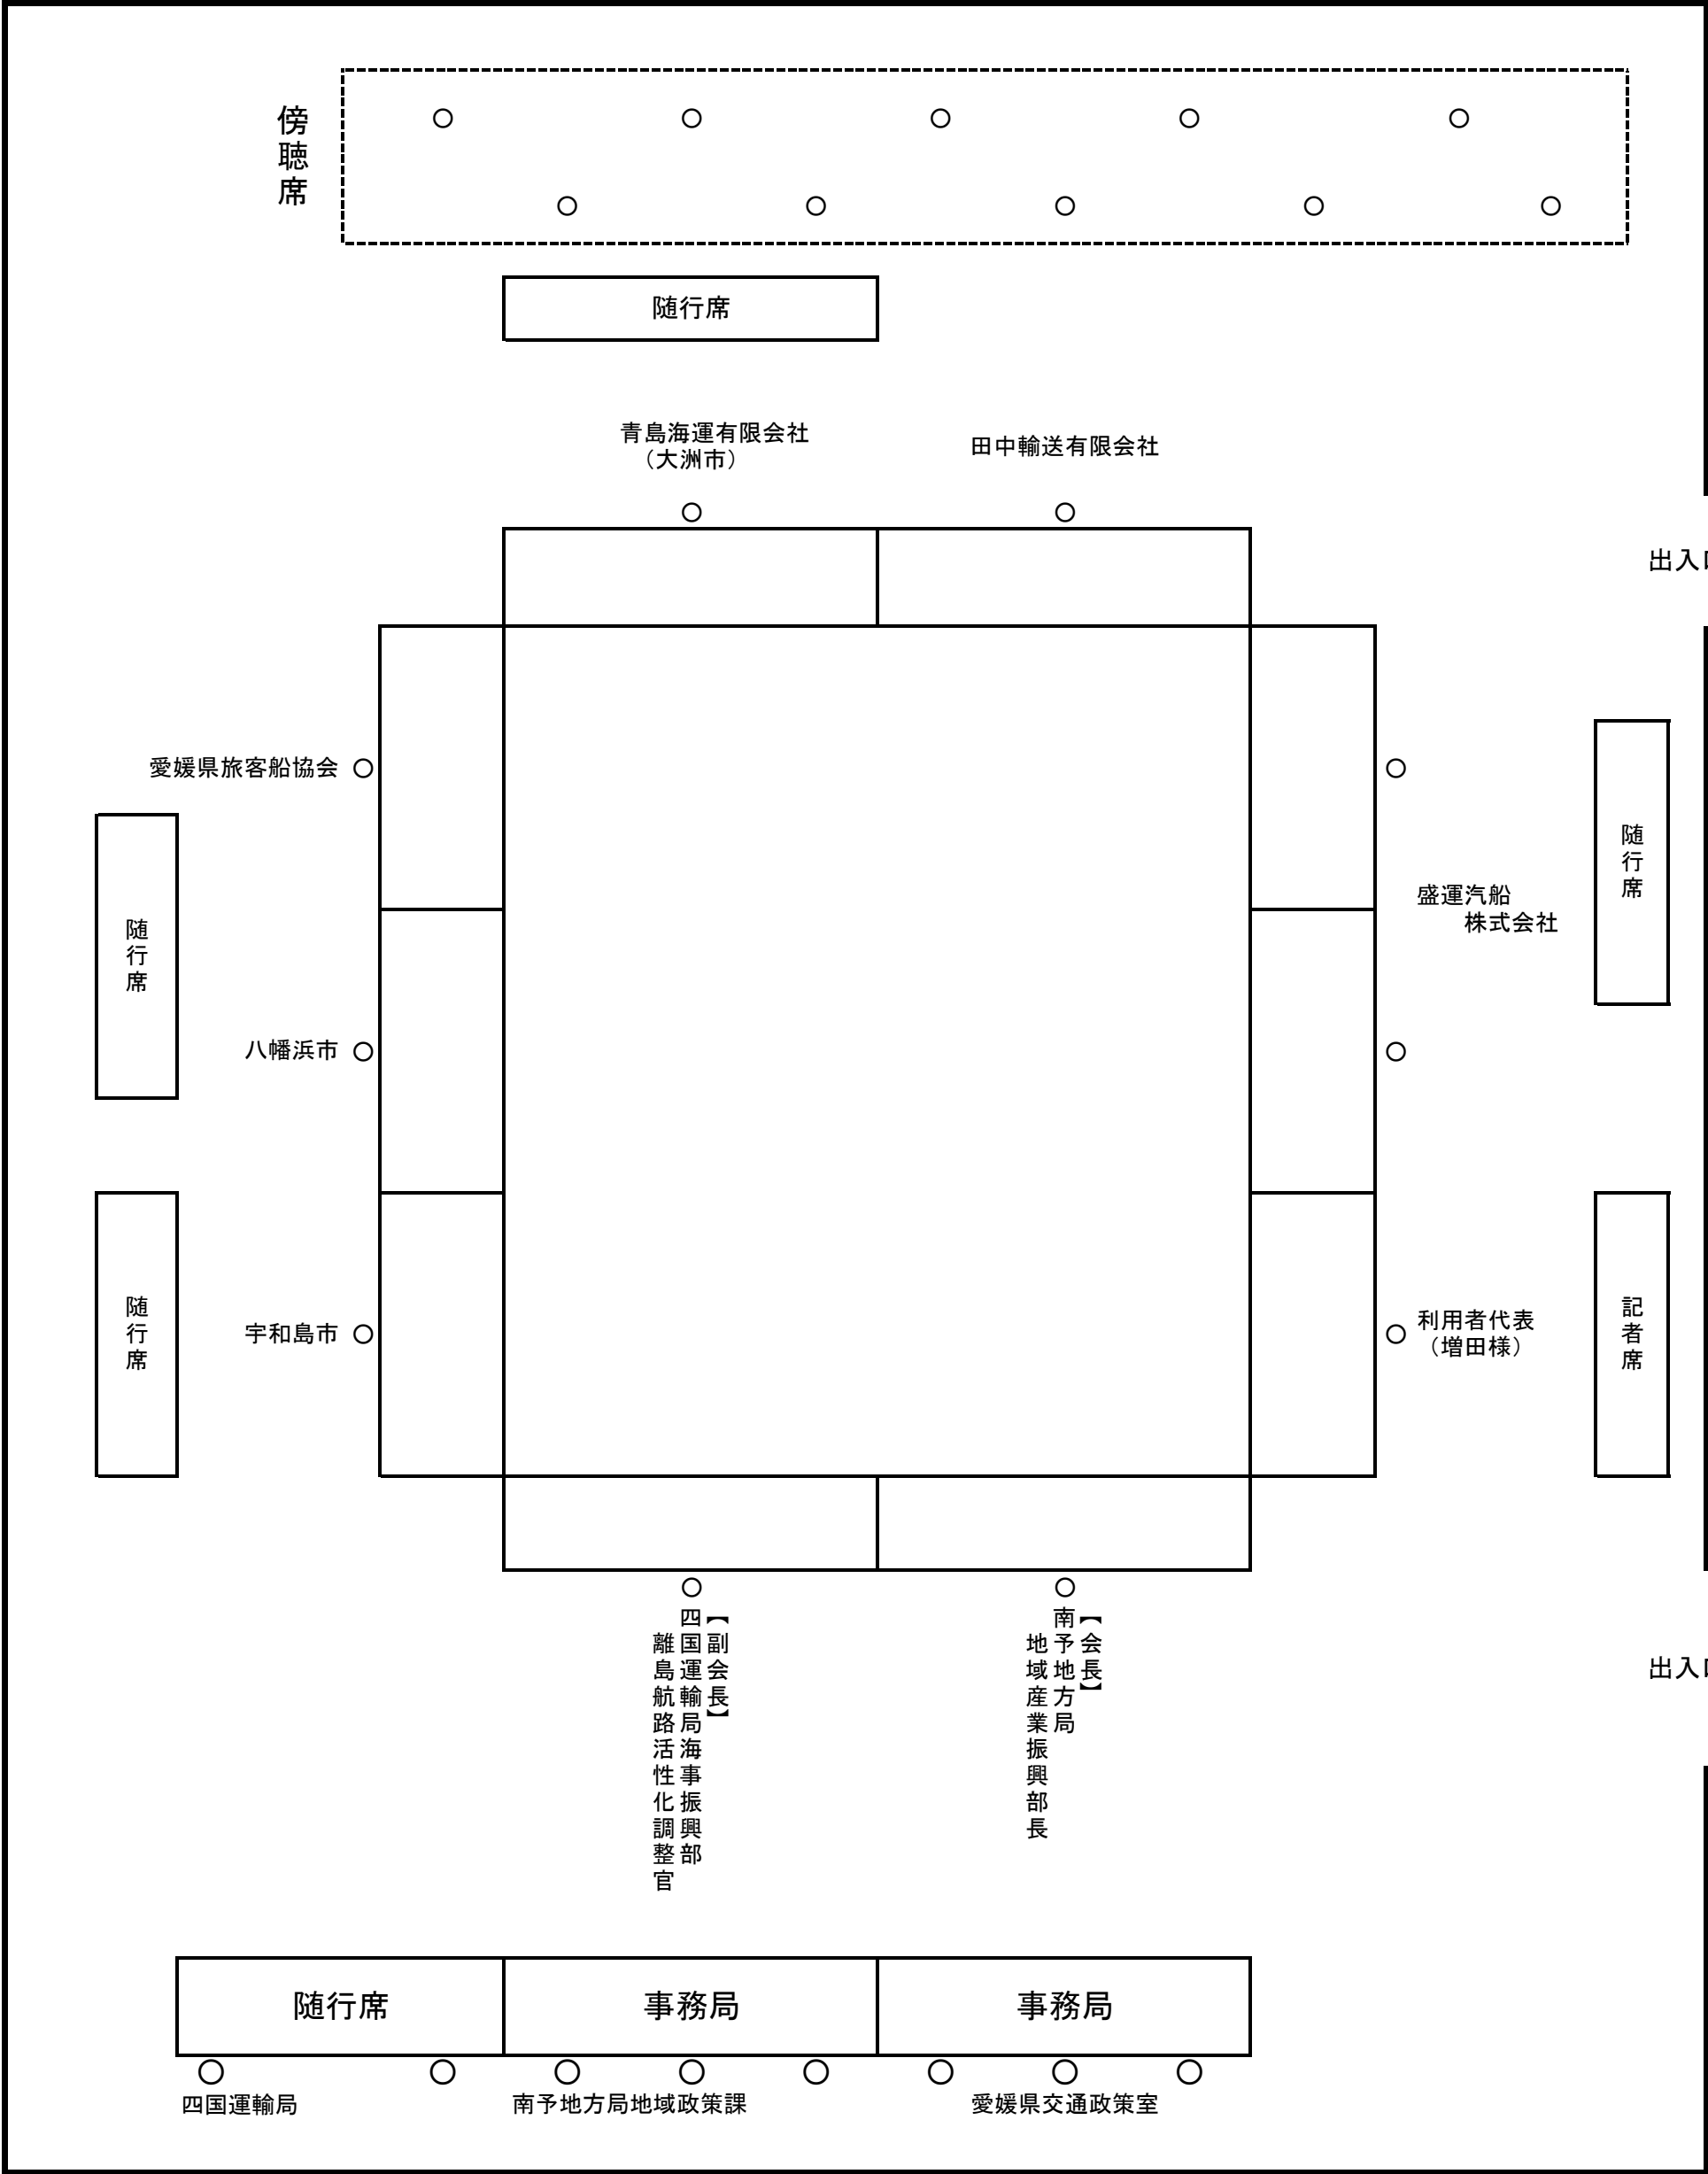 傍聴席
随行席
青島海運有限会社
（大洲市）
田中輸送有限会社
出入
愛媛県旅客船協会
随行席
盛運汽船
株式会社
随行席
八幡浜市
随行席
宇和島市
利用者代表
（増田様）
記者席
【副会長】
四国運輸局海事振興部
離島航路活性化調整官
【会長】
南予地方局
地域産業振興部長
出入
随行席
事務局
事務局
四国運輸局
南予地方局地域政策課
愛媛県交通政策室